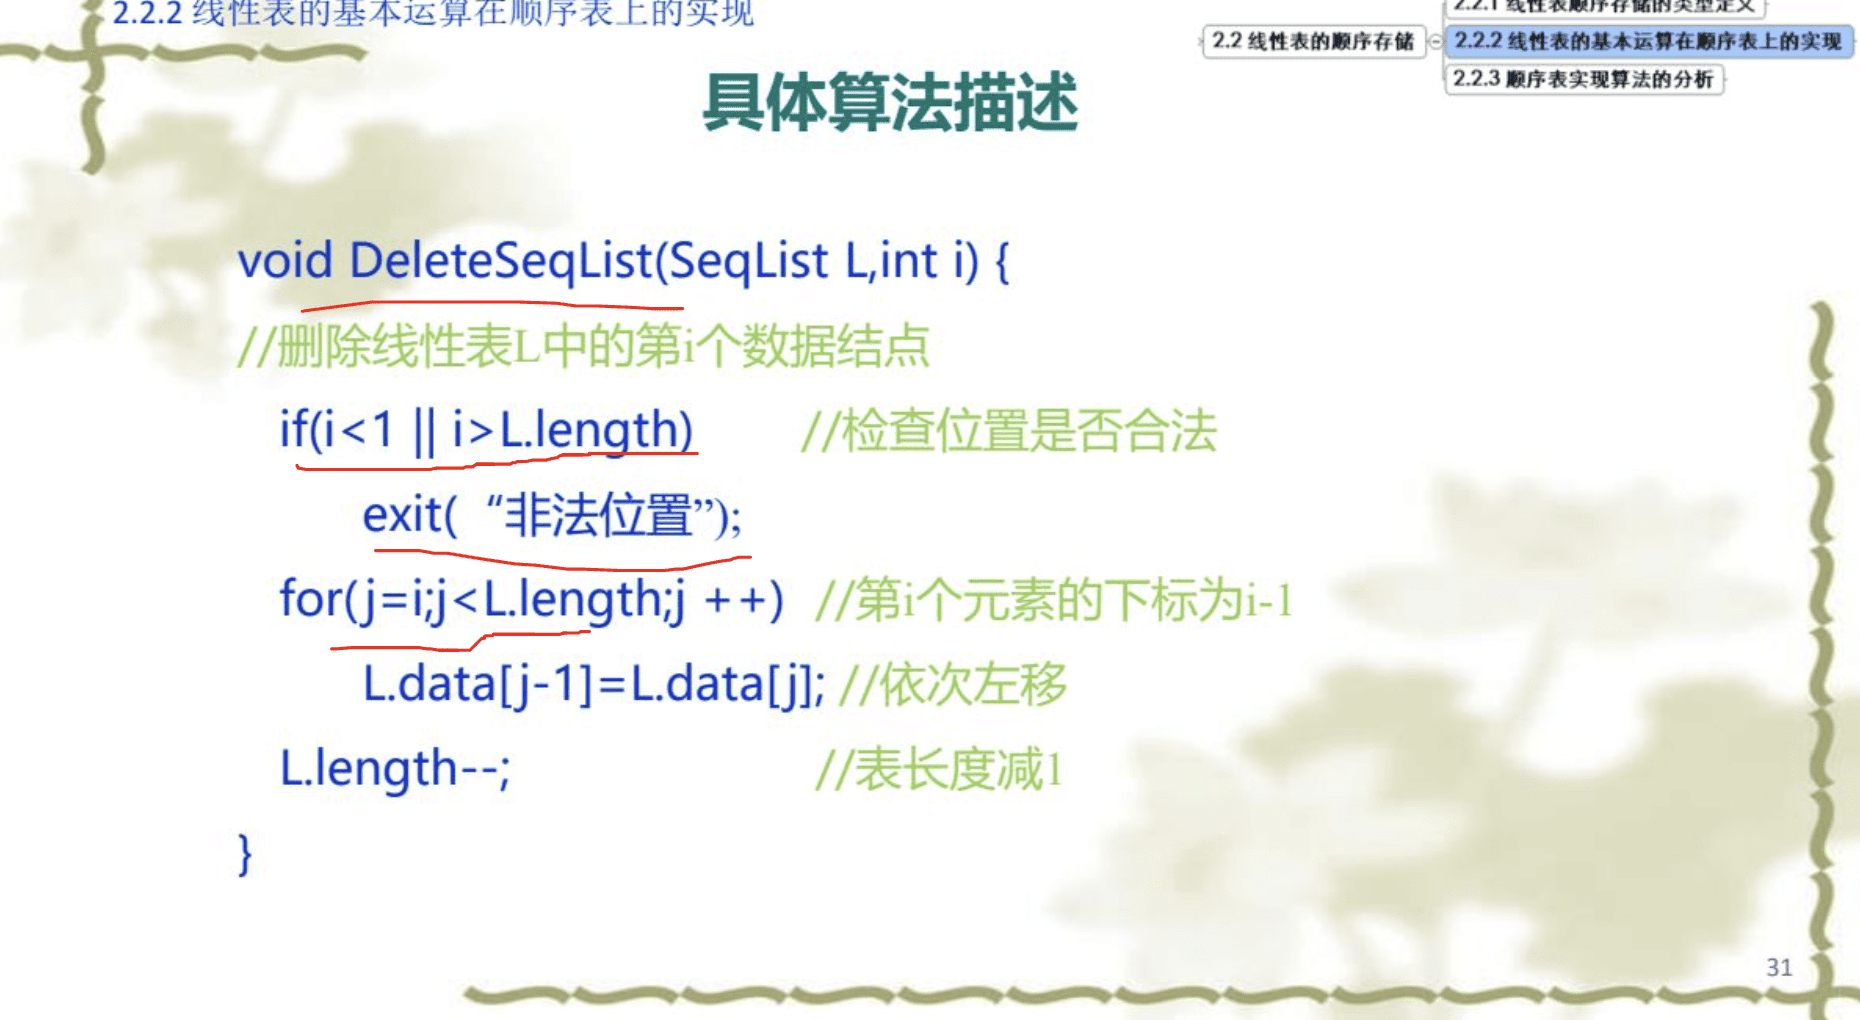 2.2.2 线性表的基本运算在顺序表上的实现
2.2.1 线性表顺序存储的类型定义
2.2 线性表的顺序存储
2.2.2 线性表的基本运算在顺序表上的实现
2.2.3 顺序表实现算法的分析
具体算法描述
void DeleteSeqList(SeqList L,int i) {
//删除线性表L中的第i个数据结点
if(i<1 || i>L.length) //检查位置是否合法
exit( “非法位置”);
for(j=i;j<L.length;j ++) //第i个元素的下标为i-1
L.data[j-1]=L.data[j]; //依次左移
L.length--; //表长度减1
}
31